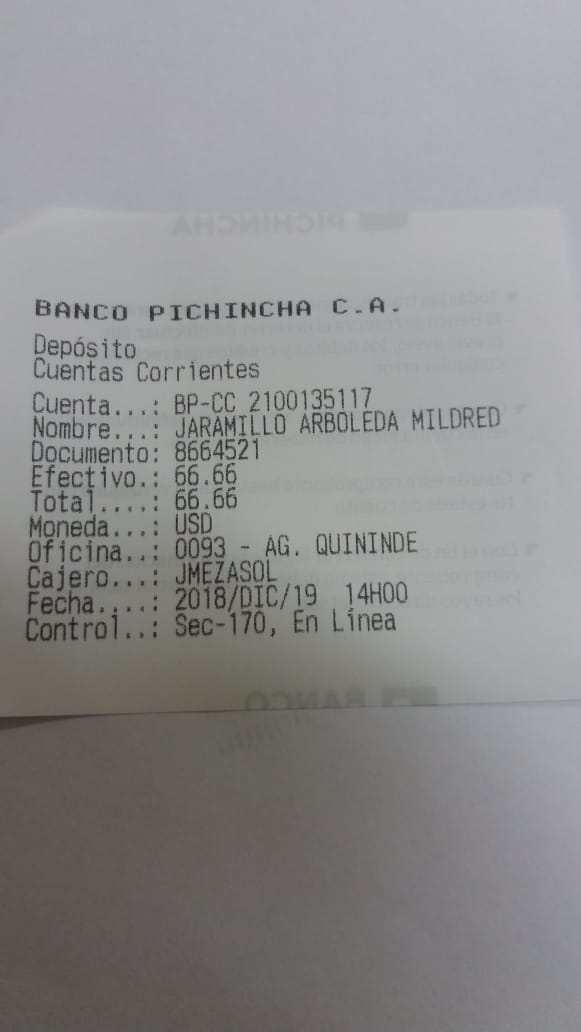 BANCO PICHINCHA C.A.
Depósito
Cuentas Corrientes
Cuenta...: BP-CC 2100135117
Nombre...: JARAMILLO ARBOLEDA MILDRED
Documento: 8664521
Efectivo.: 66.66
Total....: 66.66
Moneda...: USD
Oficina..: 0093 - AG. QUININDE
Cajero...: JMEZASOL
Fecha....: 2018/DIC/19 14H00
Control..: Sec-170, En Línea
PICHINCHA
BANCO